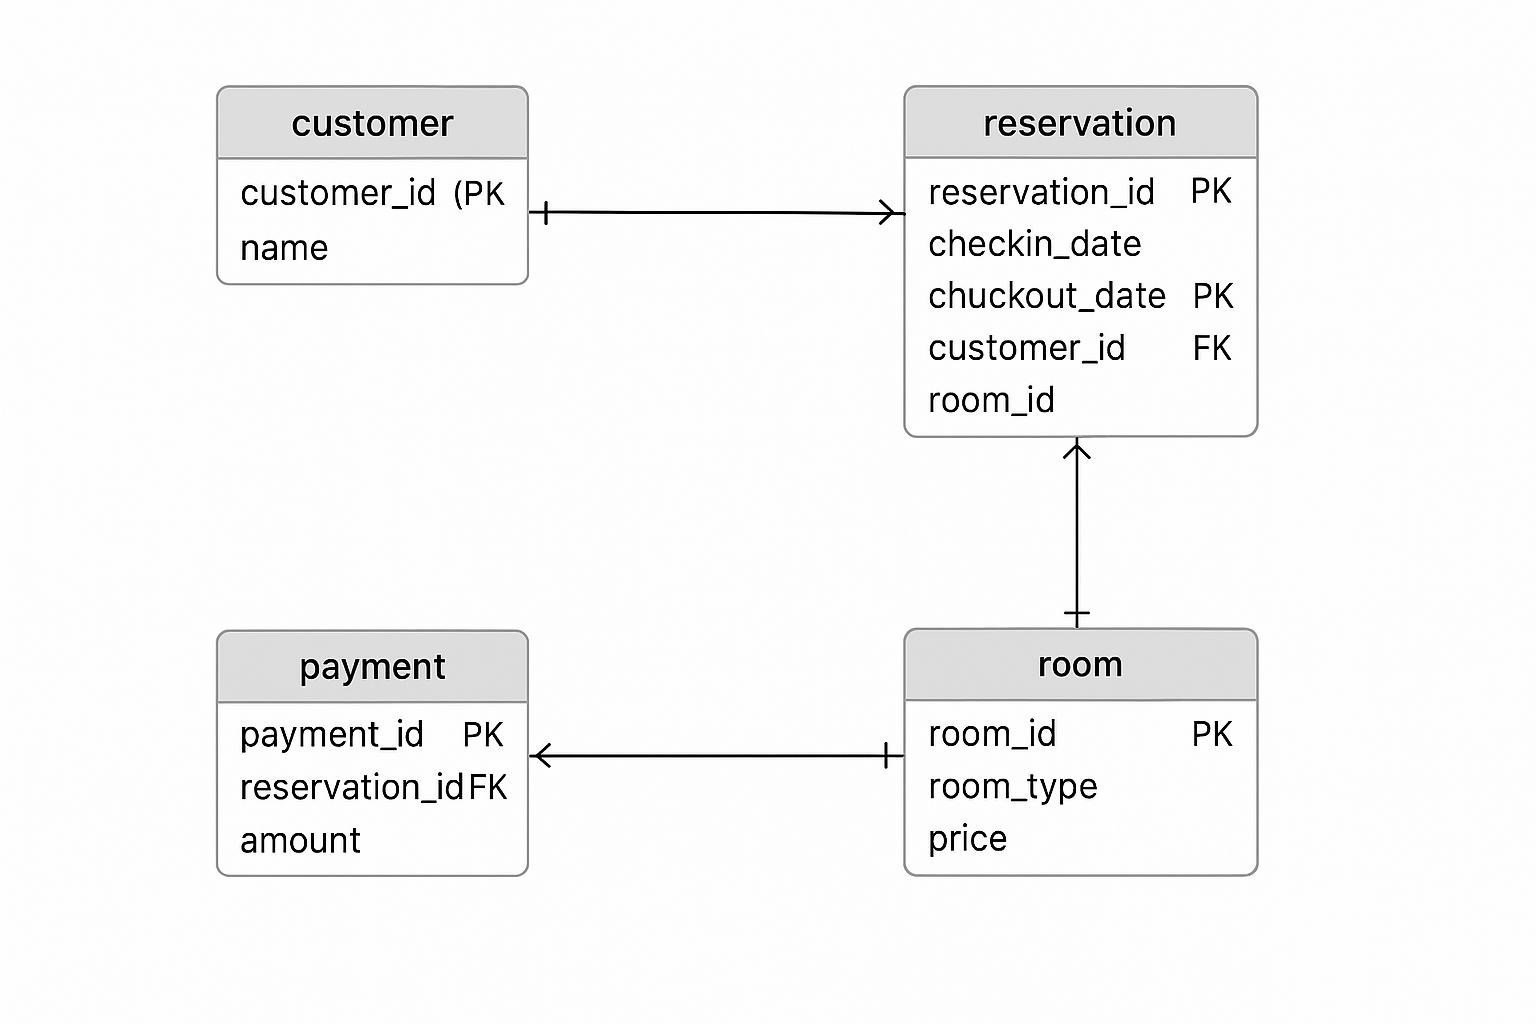 customer
customer_id (PK
name
reservation
reservation_id PK
checkin_date
chuckout_date PK
customer_id FK
room_id
payment
payment_id PK
reservation_id FK
amount
room
room_id PK
room_type
price